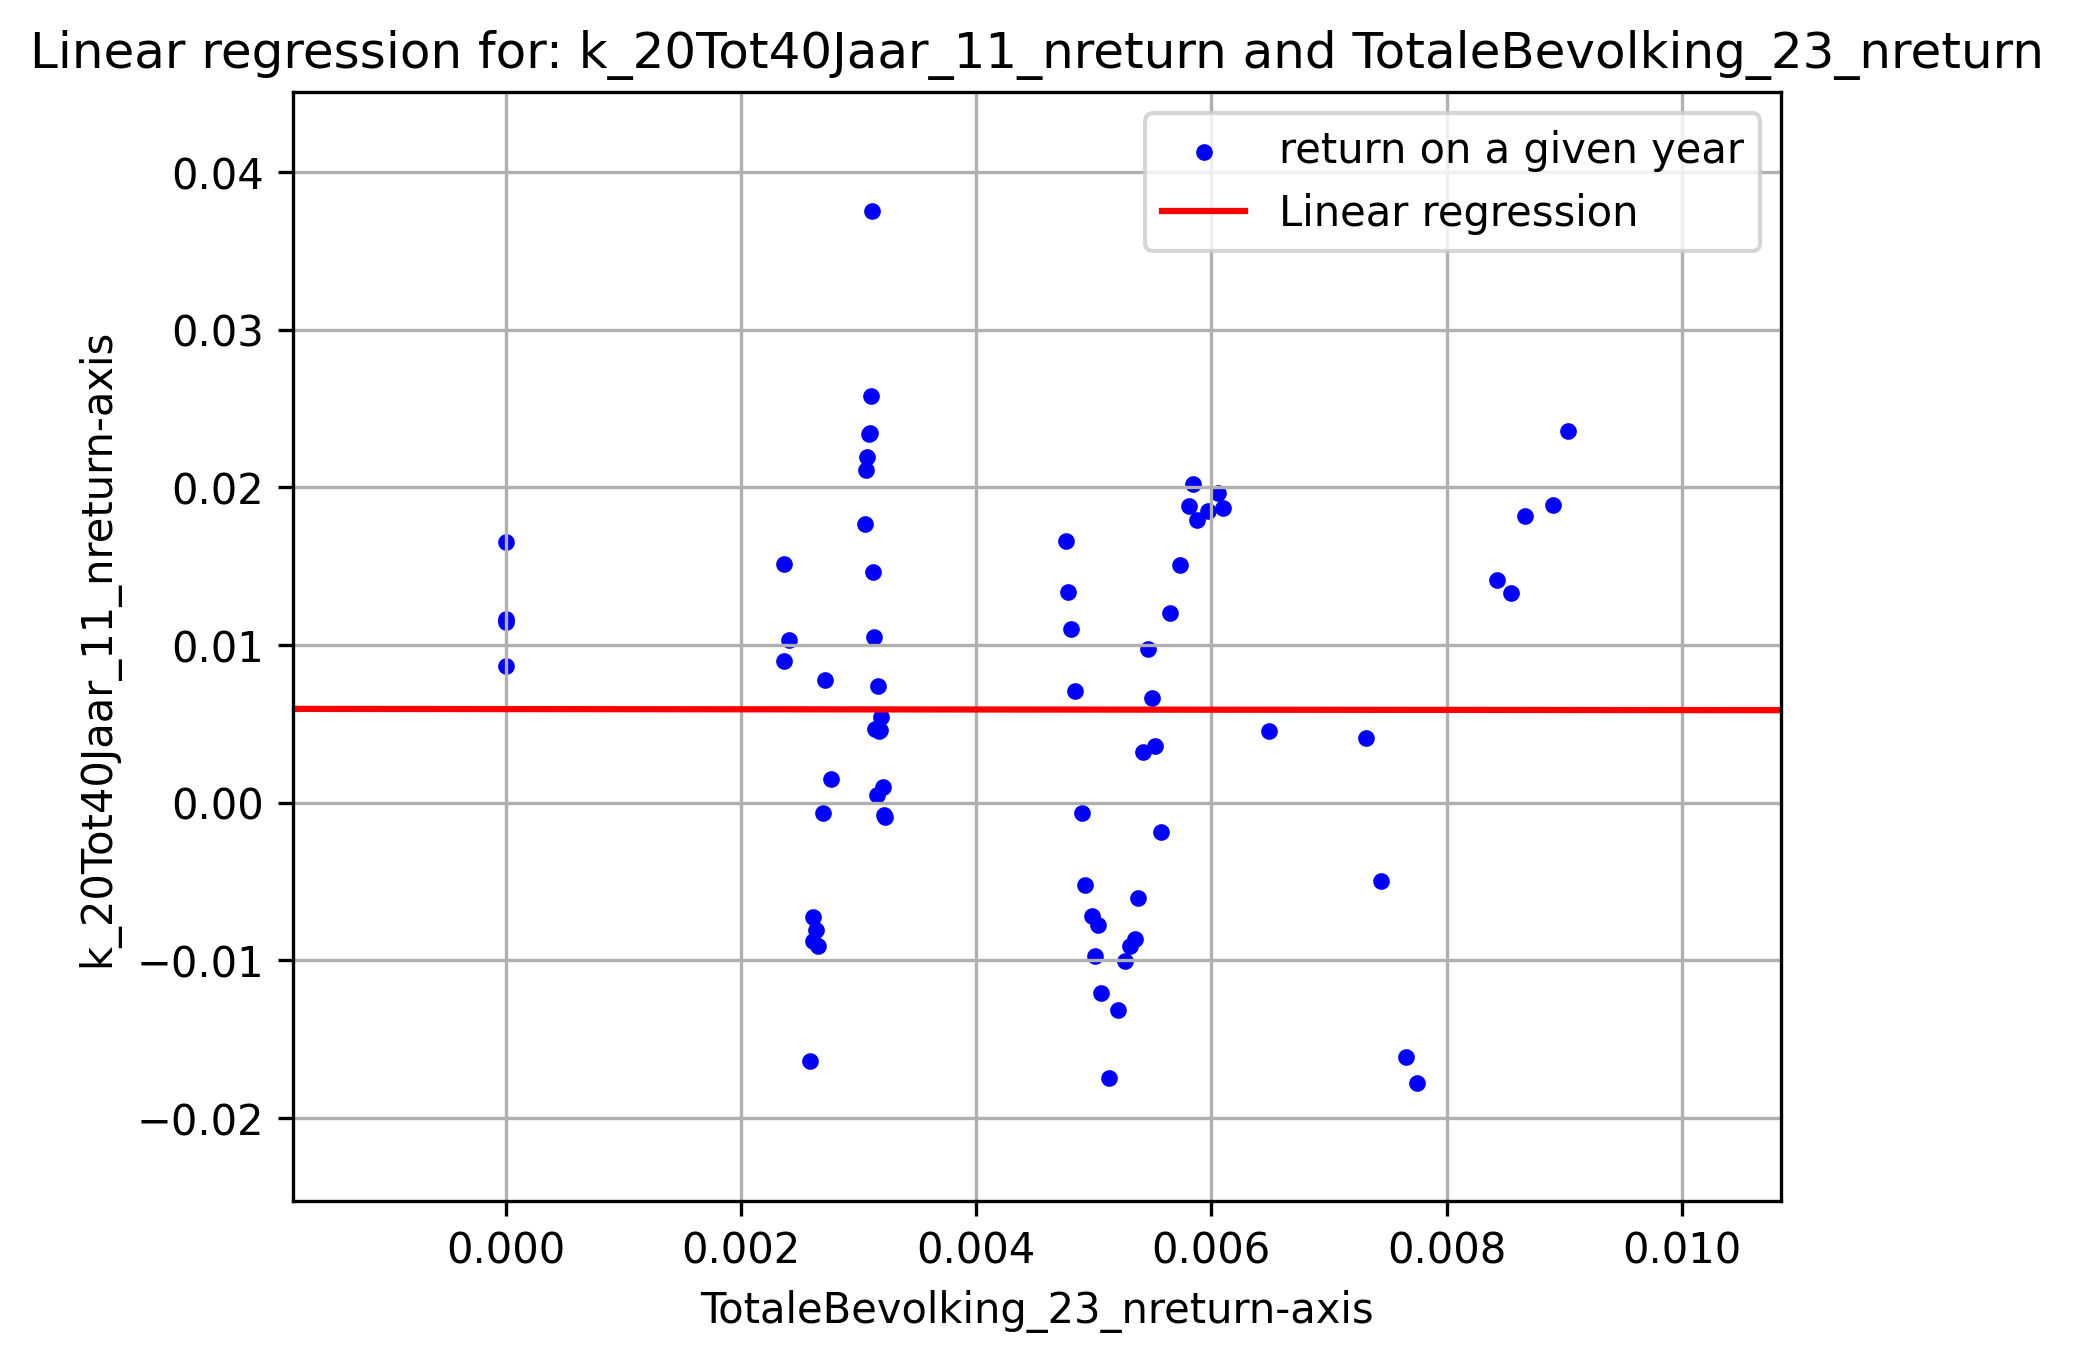 Linear regression for: k_20Tot40Jaar_11_nreturn and TotaleBevolking_23_nreturn
return on a given year
Linear regression
0.04
0.03
0.02
0.01
0.00
−0.01
−0.02
k_20Tot40Jaar_11_nreturn-axis
0.000 0.002 0.004 0.006 0.008 0.010
TotaleBevolking_23_nreturn-axis